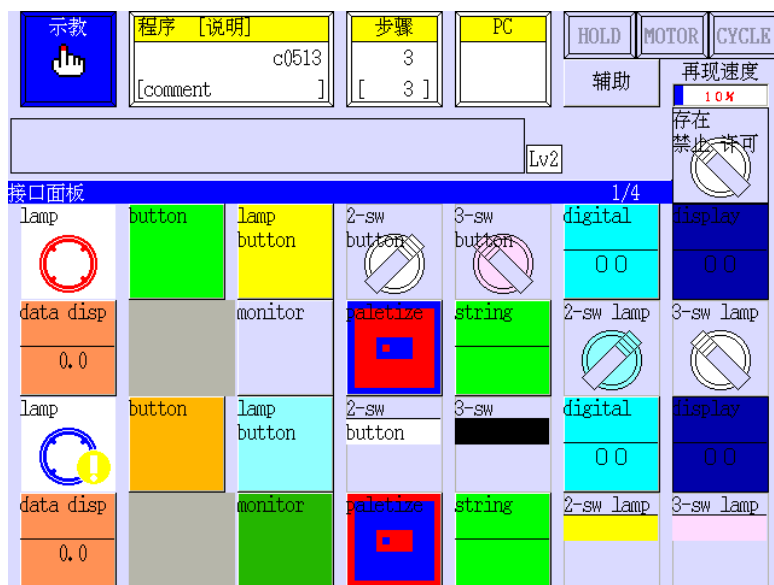 示教
程序 [说明]
c0513
[comment ]
步骤
3
[ 3 ]
PC
HOLD
MOTOR
CYCLE
辅助
再现速度
10%
Lv2
存在
禁止 许可
接口面板
1/4
lamp
button
lamp button
2-sw button
3-sw button
digital
00
display
00
data disp
0.0
monitor
paletize
string
2-sw lamp
3-sw lamp
lamp
button
lamp button
2-sw button
3-sw
digital
00
display
00
data disp
0.0
monitor
paletize
string
2-sw lamp
3-sw lamp